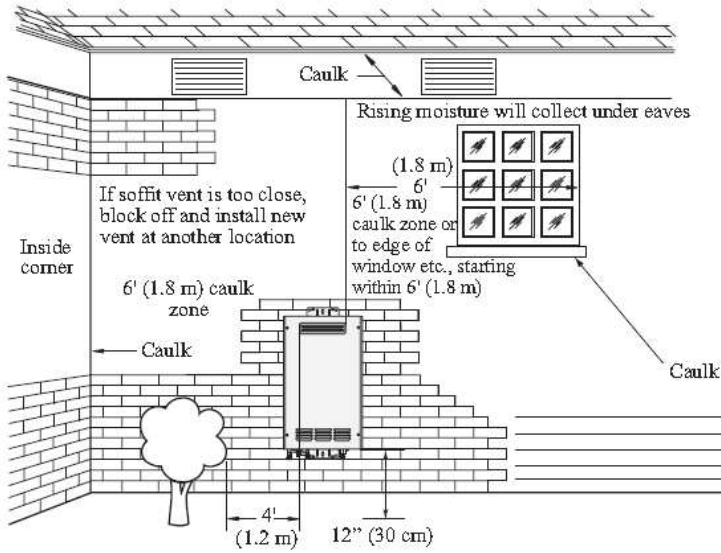 Caulk
Rising moisture will collect under eaves
(1.8 m)
6'
If soffit vent is too close,
block off and install new
vent at another location
6' (1.8 m)
caulk zone or
to edge of
window etc., starting
within 6' (1.8 m)
Inside
corner
6' (1.8 m) caulk
zone
Caulk
Caulk
4'
(1.2 m)
12” (30 cm)